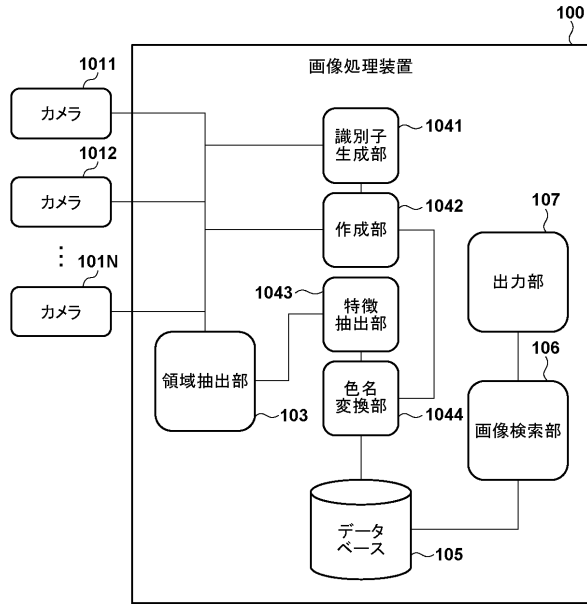 100
画像処理装置
1011
カメラ
1012
カメラ
⋮
101N
カメラ
識別子
生成部
1041
作成部
1042
1043
特徴
抽出部
領域抽出部
103
色名
変換部
1044
107
出力部
106
画像検索部
データ
ベース
105